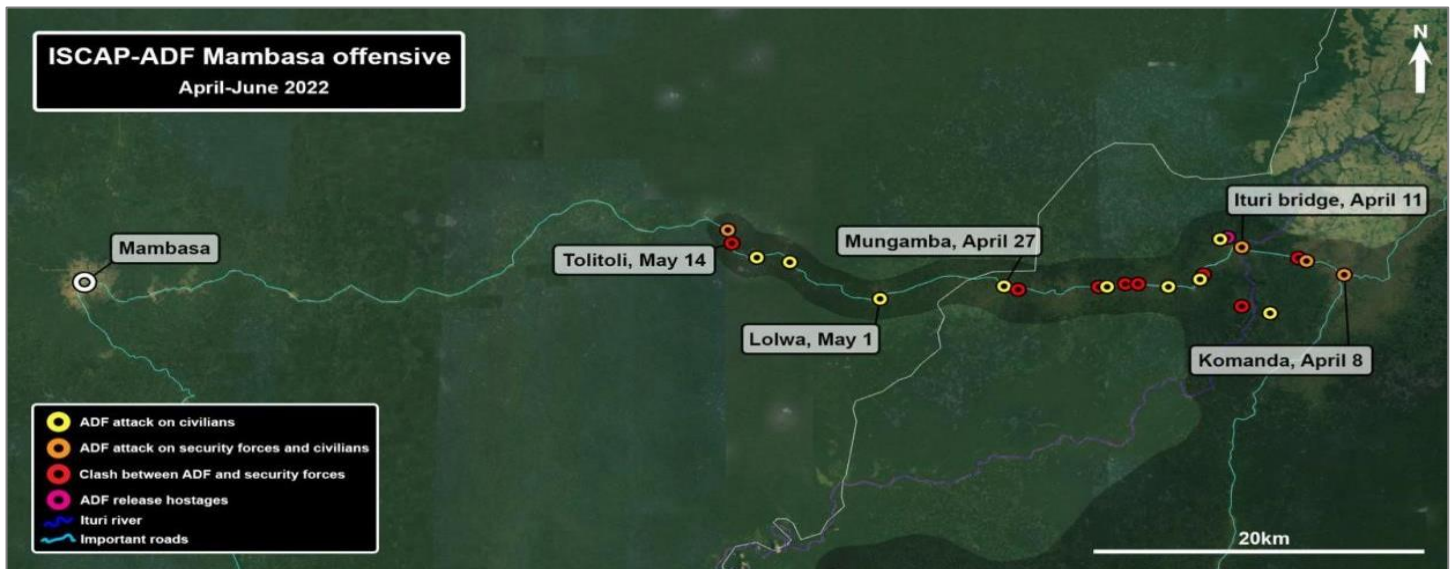 ISCAP-ADF Mambasa offensive
April-June 2022
N
Ituri bridge, April 11
Mambasa
Mungamba, April 27
Tolitoli, May 14
Lolwa, May 1
Komanda, April 8
ADF attack on civilians
ADF attack on security forces and civilians
Clash between ADF and security forces
ADF release hostages
Ituri river
Important roads
20km